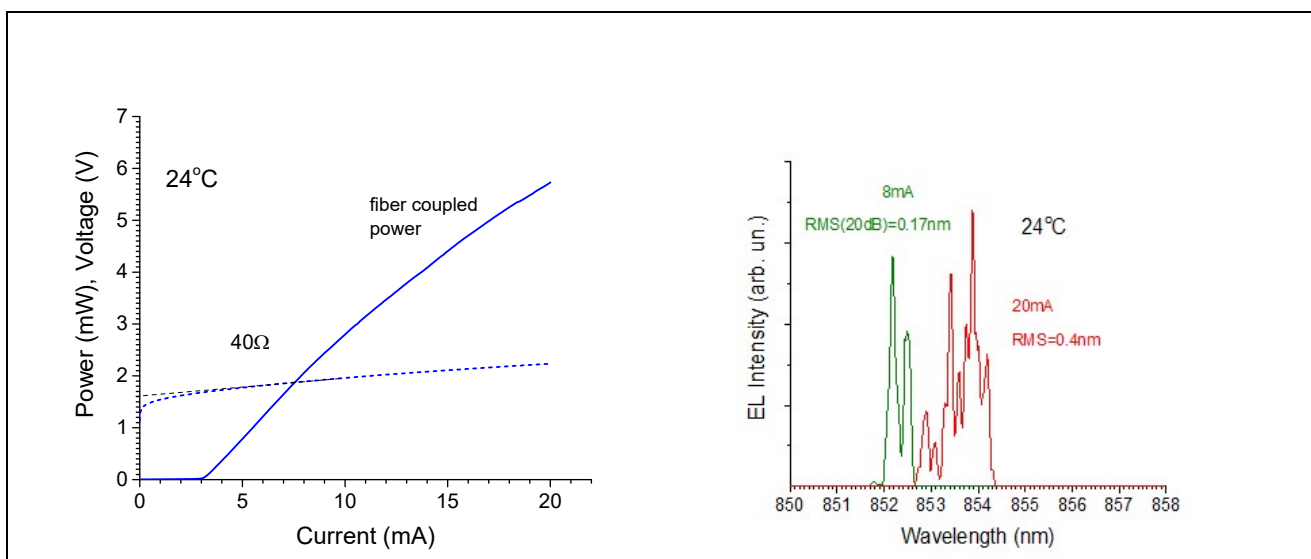 7
6
5
4
3
2
1
0
Power (mW), Voltage (V)
24°C
fiber coupled
power
40Ω
0 5 10 15 20
Current (mA)
EL Intensity (arb. un.)
8mA
RMS(20dB)=0.17nm
24°C
20mA
RMS=0.4nm
850 851 852 853 854 855 856 857 858
Wavelength (nm)